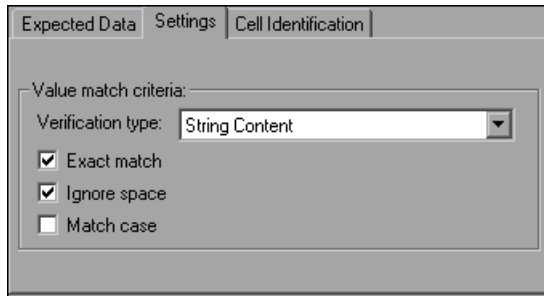 Expected Data Settings Cell Identification
Value match criteria:
Verification type: String Content
Exact match
Ignore space
Match case